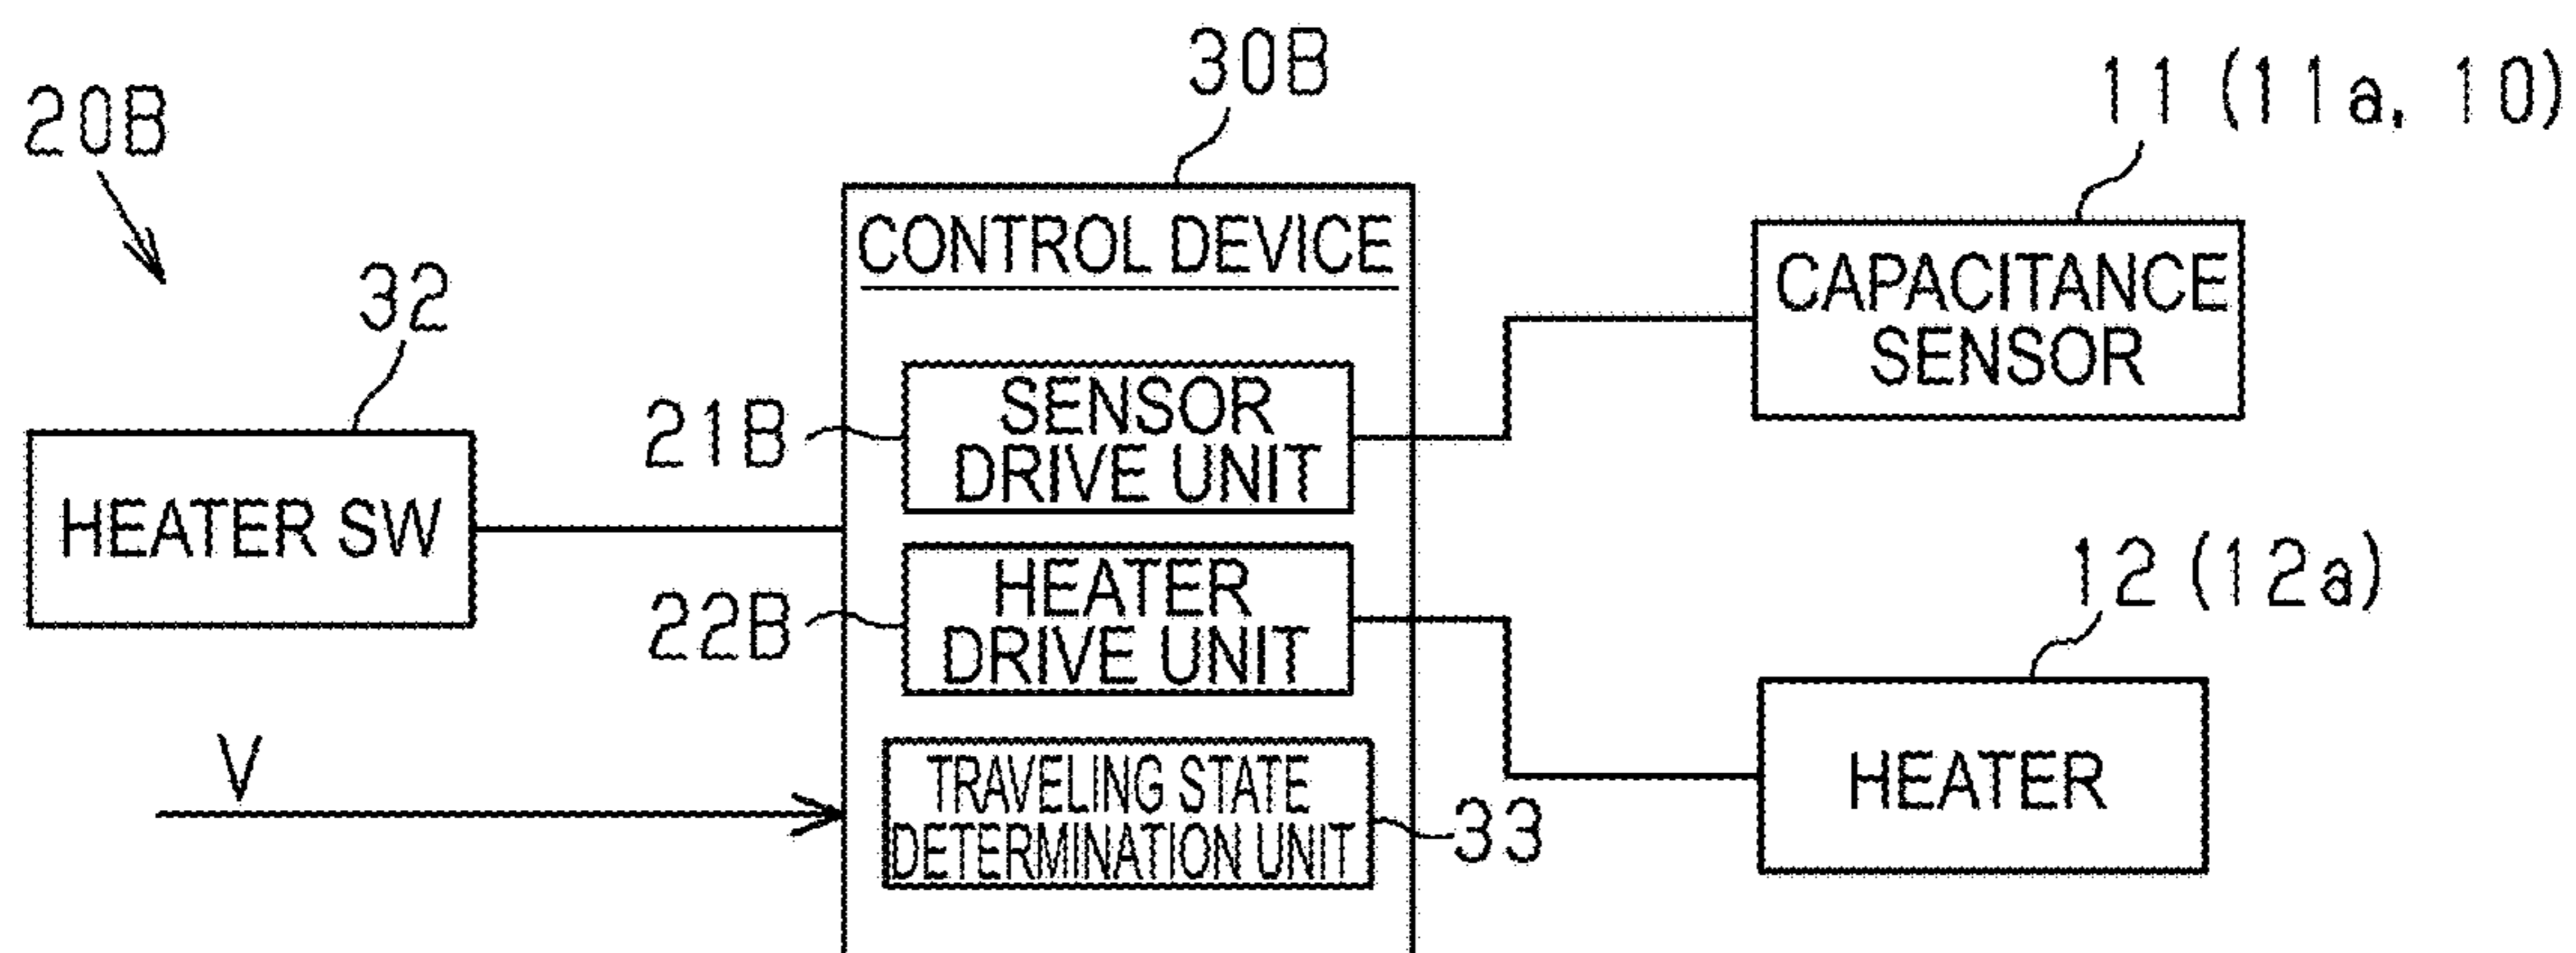 30B
11 (11a, 10)
20B
CONTROL DEVICE
CAPACITANCE
SENSOR
32
SENSOR
DRIVE UNIT
21B
HEATER SW
HEATER
DRIVE UNIT
22B
12 (12a)
V
TRAVELING STATE
DETERMINATION UNIT
33
HEATER